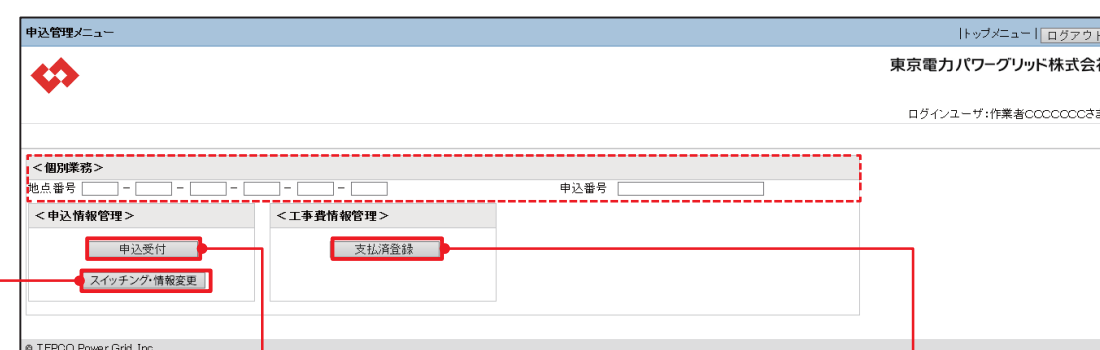 申込管理メニュー |トップメニュー| ログアウト
東京電力パワーグリッド株式会社
ログインユーザ:作業者CCCCCCCさま
＜個別業務＞
地点番号 - - - - - 申込番号
＜申込情報管理＞ ＜工事費情報管理＞
申込受付 支払済登録
スイッチング・情報変更
© TEPCO Power Grid, Inc.